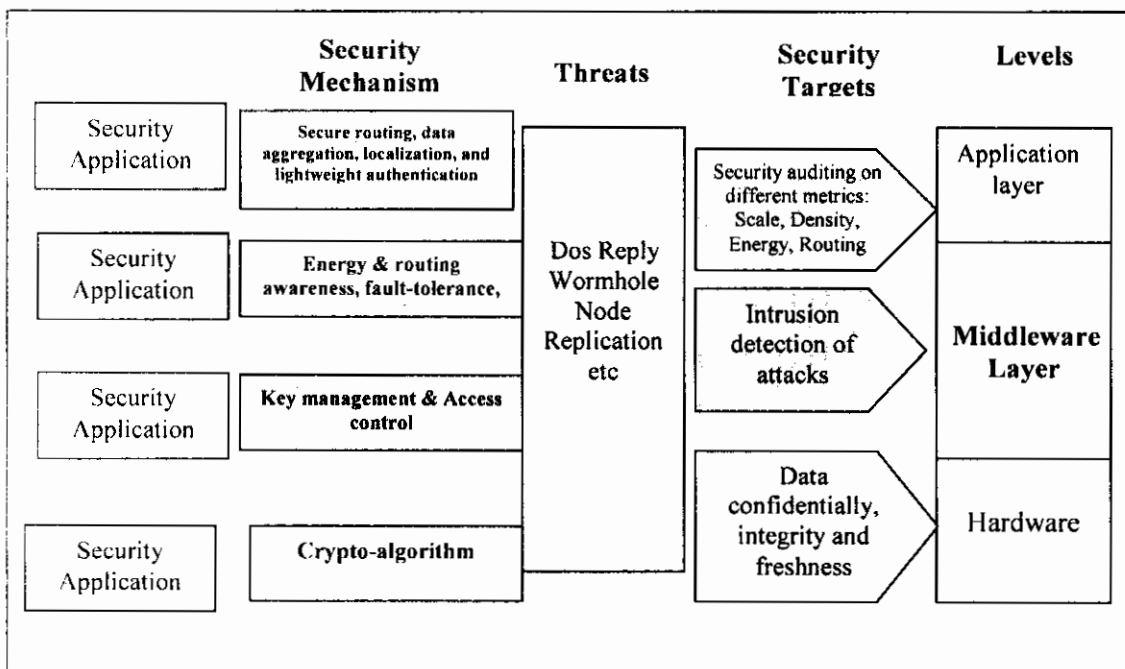 Security
Mechanism
Threats
Security
Targets
Levels
Security
Application
Secure routing, data
aggregation, localization, and
lightweight authentication
Security
Application
Energy & routing
awareness, fault-tolerance,
Security
Application
Key management & Access
control
Security
Application
Crypto-algorithm
Dos Reply
Wormhole
Node
Replication
etc
Security auditing on
different metrics:
Scale, Density,
Energy, Routing
Intrusion
detection of
attacks
Data
confidentially,
integrity and
freshness
Application
layer
Middleware
Layer
Hardware